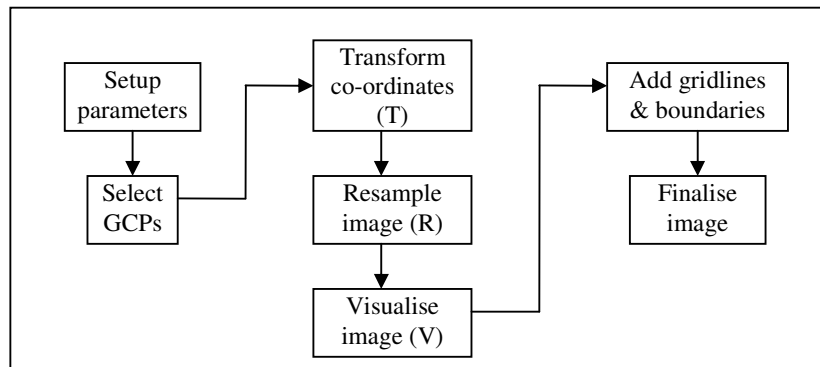 Setup
parameters
Select
GCPs
Transform
co-ordinates
(T)
Resample
image (R)
Visualise
image (V)
Add gridlines
& boundaries
Finalise
image